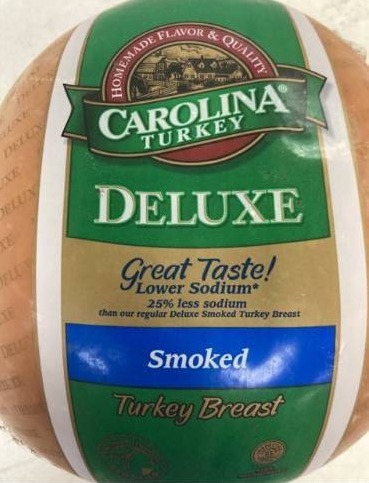 HOMEMADE FLAVOR & QUALITY
CAROLINA®
TURKEY
DELUXE
Great Taste!
Lower Sodium*
25% less sodium
than our regular Deluxe Smoked Turkey Breast
Smoked
Turkey Breast